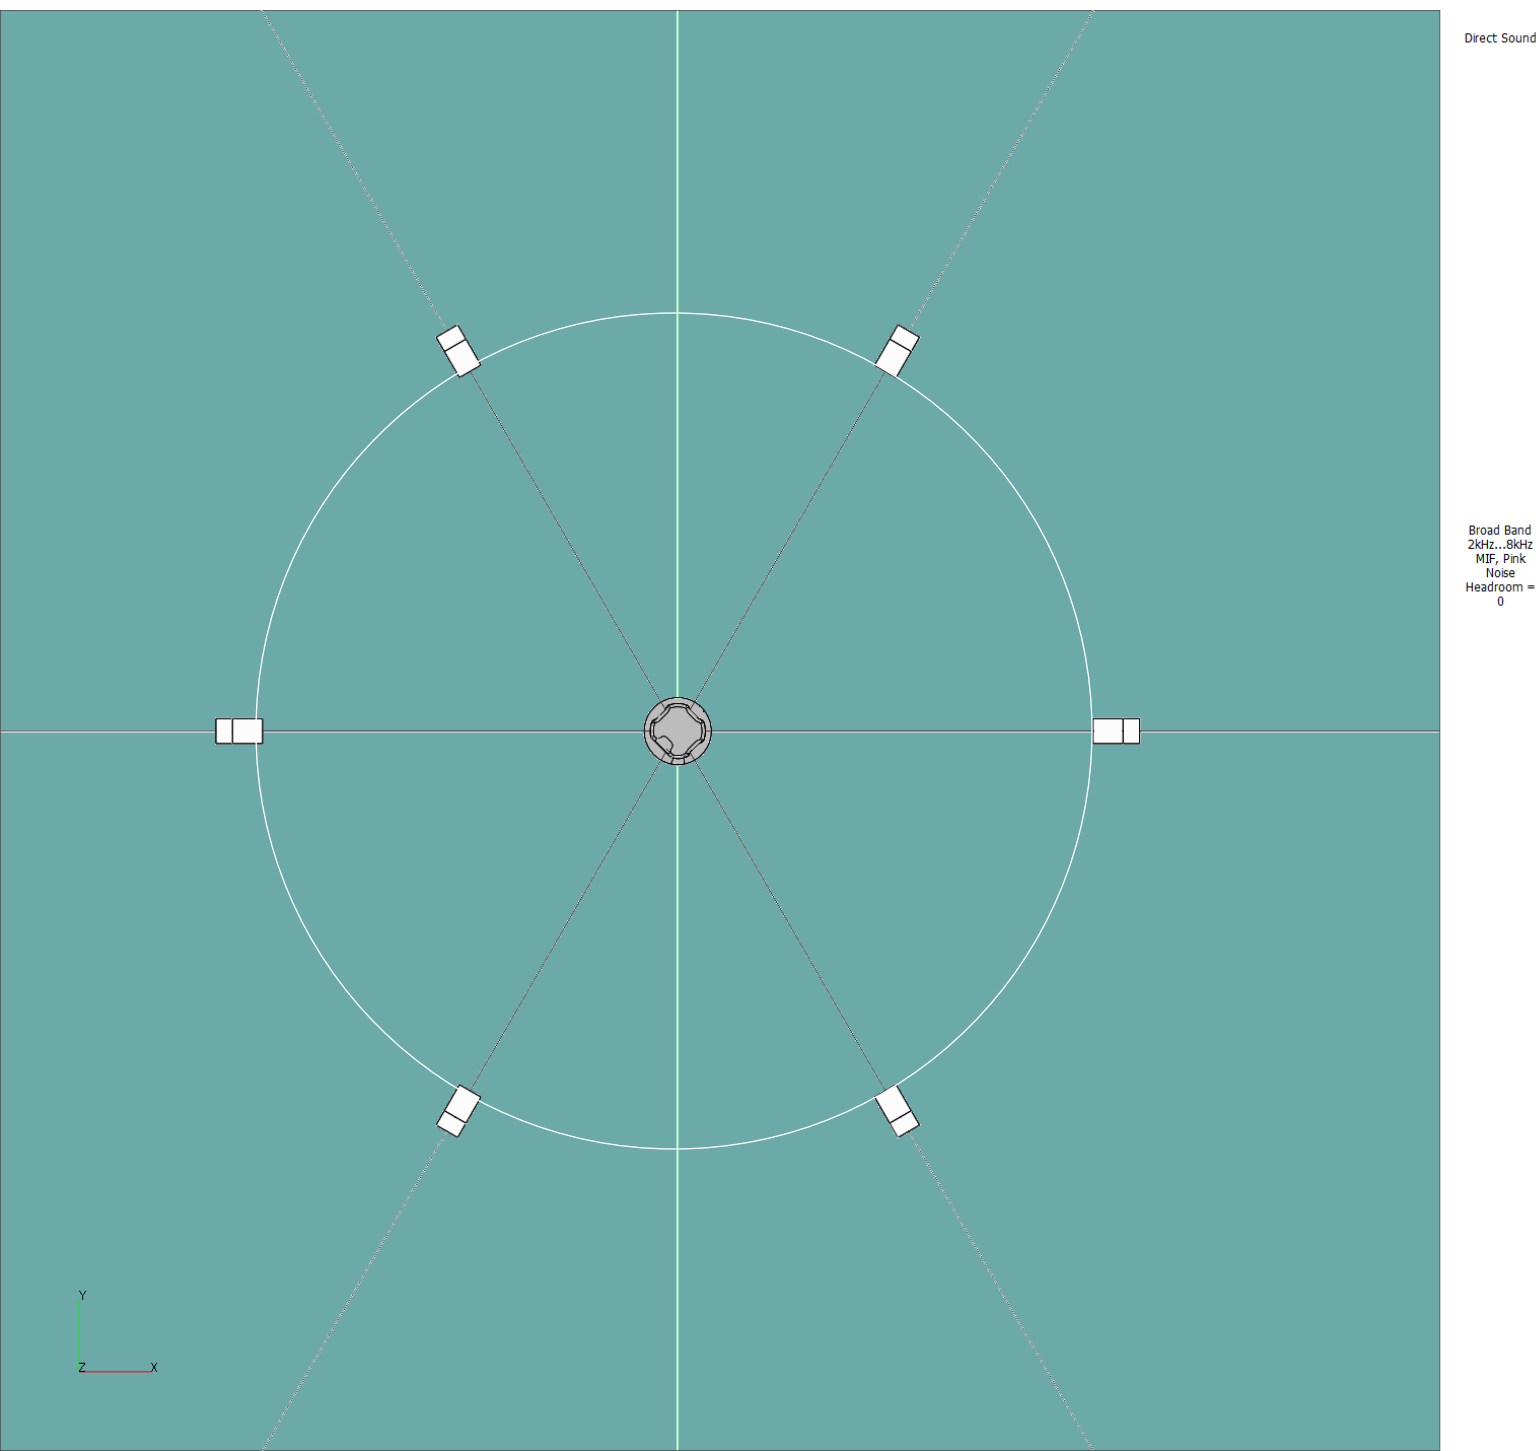 Direct Sound
Broad Band
2kHz...8kHz
MIF, Pink
Noise
Headroom =
0
Y
Z
X